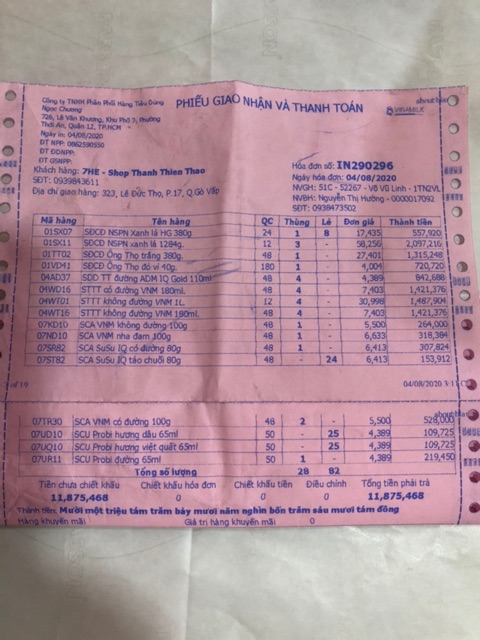 Công ty TNHH Phân Phối Hàng Tiêu Dùng
Ngọc Chương
726, Lê Văn Khương, Khu Phố 7, Phường
Thới An, Quận 12, TP.HCM
Ngày in: 04/08/2020
ĐT NPP: 0862590550
ĐT ĐDNPP:
ĐT GSNPP:
PHIẾU GIAO NHẬN VÀ THANH TOÁN
VINAMILK
Khách hàng: 7HE - Shop Thanh Thien Thao
SĐT: 0939843611
Địa chỉ giao hàng: 323, Lê Đức Thọ, P.17, Q.Gò Vấp
Hóa đơn số: IN290296
Ngày hóa đơn: 04/08/2020
NVGH: 51C - 52267 - Võ Vũ Linh - 1TN2VL
NVBH: Nguyễn Thị Hường - 0000017092
SĐT: 0938473502
Mã hàng Tên hàng QC Thùng Lẻ Đơn giá Thành tiền
01SX07 SĐCD NSPN Xanh lá HG 380g 24 1 8 17,435 557,920
01SX11 SĐCD NSPN xanh lá 1284g. 12 3 - 58,256 2,097,216
01TT02 SĐCD Ông Thọ trắng 380g. 48 1 - 27,401 1,315,248
01VD41 SĐCĐ Ông Thọ đỏ vỉ 40g. 180 1 - 4,004 720,720
04AD37 SDD TT đường ADM IQ Gold 110ml 48 4 - 4,389 842,688
04WD16 STTT có đường VNM 180ml. 48 4 - 7,403 1,421,376
04WT01 STTT không đường VNM 1L. 12 4 - 30,998 1,487,904
04WT16 STTT không đường VNM 180ml. 48 4 - 7,403 1,421,376
07KD10 SCA VNM không đường 100g 48 1 - 5,500 264,000
07ND10 SCA VNM nha đam 100g 48 1 - 6,633 318,384
07SR82 SCA SuSu IQ có đường 80g 48 1 - 6,413 307,824
07ST82 SCA SuSu IQ táo chuối 80g 48 - 24 6,413 153,912
of 19
04/08/2020 3:1
07TR30 SCA VNM có đường 100g 48 2 - 5,500 528,000
07UD10 SCU Probi hương dâu 65ml 50 - 25 4,389 109,725
07UQ10 SCU Probi hương việt quất 65ml 50 - 25 4,389 109,725
07UR11 SCU Probi đường 65ml 50 1 - 4,389 219,450
Tổng số lượng 28 82
Tiền chưa chiết khấu Chiết khấu hóa đơn Chiết khấu tiền Điều chỉnh Tổng tiền phải trả
11,875,468 0 0 0 11,875,468
Thành tiền: Mười một triệu tám trăm bảy mươi năm nghìn bốn trăm sáu mươi tám đồng
Hàng khuyến mãi Giá trị hàng khuyến mãi 0